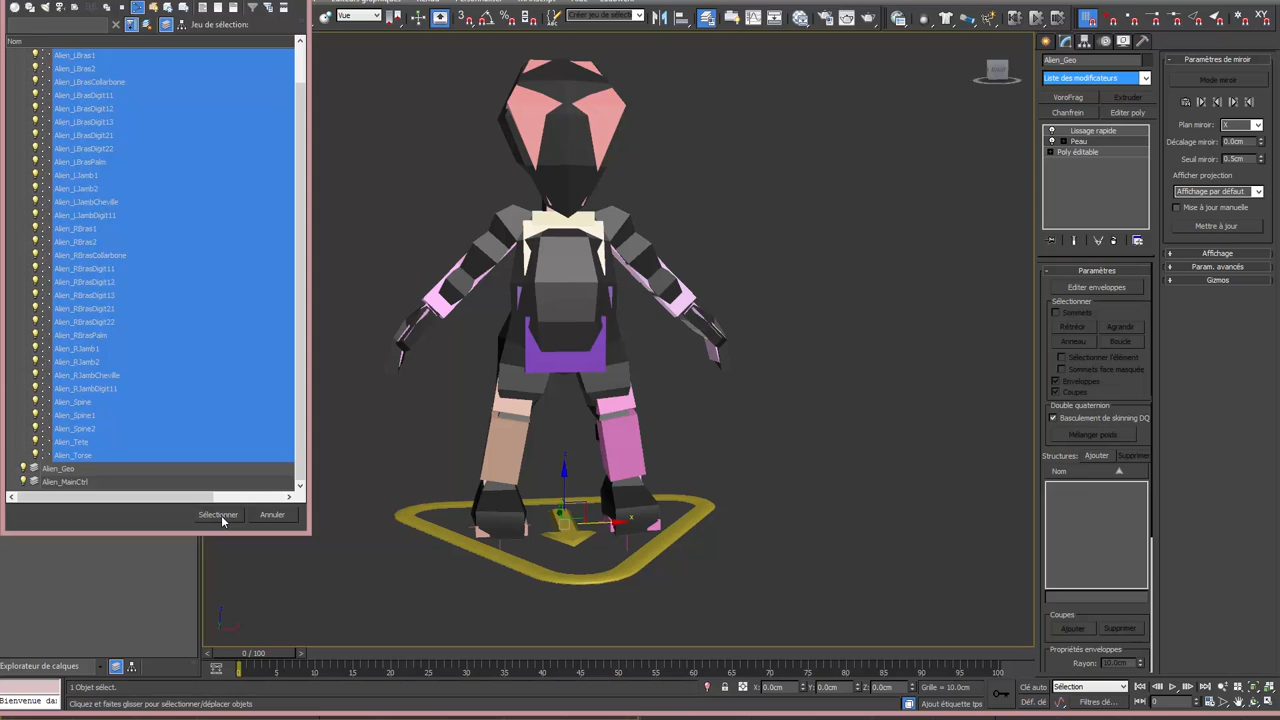 Vue
Créer jeu de sélecti
Jeu de sélection:
Nom
Alien_LBras1
Alien_LBras2
Alien_LBrasCollarbone
Alien_LBrasDigit11
Alien_LBrasDigit12
Alien_LBrasDigit13
Alien_LBrasDigit21
Alien_LBrasDigit22
Alien_LBrasPalm
Alien_LJamb1
Alien_LJamb2
Alien_LJambCheville
Alien_LJambDigit11
Alien_RBras1
Alien_RBras2
Alien_RBrasCollarbone
Alien_RBrasDigit11
Alien_RBrasDigit12
Alien_RBrasDigit13
Alien_RBrasDigit21
Alien_RBrasDigit22
Alien_RBrasPalm
Alien_RJamb1
Alien_RJamb2
Alien_RJambCheville
Alien_RJambDigit11
Alien_Spine
Alien_Spine1
Alien_Spine2
Alien_Tete
Alien_Torse
Alien_Geo
Alien_MainCtrl
Sélectionner
Annuler
z
x
Alien_Geo
Liste des modificateurs
VoroFrag
Extruder
Chanfrein
Editer poly
Lissage rapide
Peau
Poly éditable
Paramètres
Editer enveloppes
Sélectionner
Sommets
Rétrécir
Agrandir
Anneau
Boucle
Sélectionner l'élément
Sommets face masquée
Enveloppes
Coupes
Double quaternion
Basculement de skinning DQ
Mélanger poids
Structures:
Ajouter
Supprimer
Nom
Coupes
Ajouter
Supprimer
Propriétés enveloppes
Rayon:
10.0cm
Paramètres de miroir
Mode miroir
Plan miroir:
X
Décalage miroir:
0.0cm
Seuil miroir:
0.5cm
Afficher projection
Affichage par défaut
Mise à jour manuelle
Mettre à jour
Affichage
Param. avancés
Gizmos
Explorateur de calques
0 / 100
0 5 10 15 20 25 30 35 40 45 50 55 60 65 70 75 80 85 90 95 100
1 Objet sélect.
X: 0.0cm
Y: 0.0cm
Z: 0.0cm
Grille = 10.0cm
Clé auto
Sélection
Bienvenue da:
Cliquez et faites glisser pour sélectionner/déplacer objets
Ajout étiquette tps
Déf. clé
Filtres clé...
0